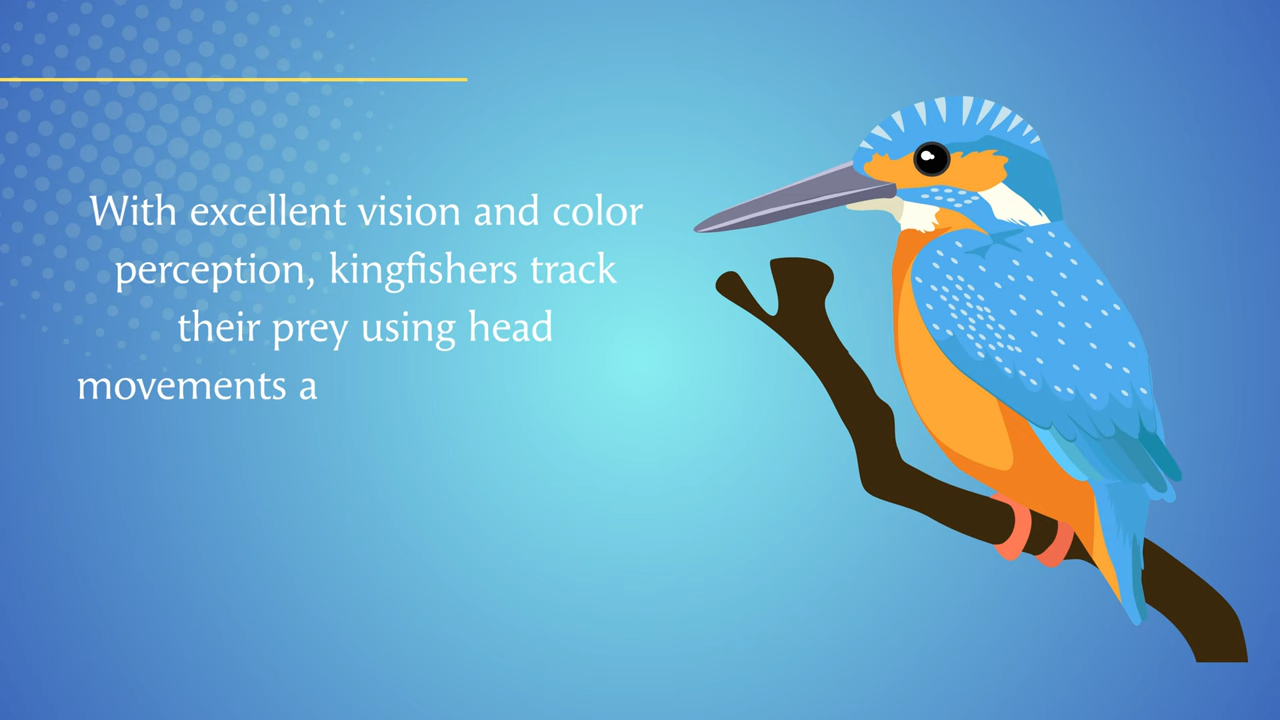 With excellent vision and color
perception, kingfishers track
their prey using head
movements a